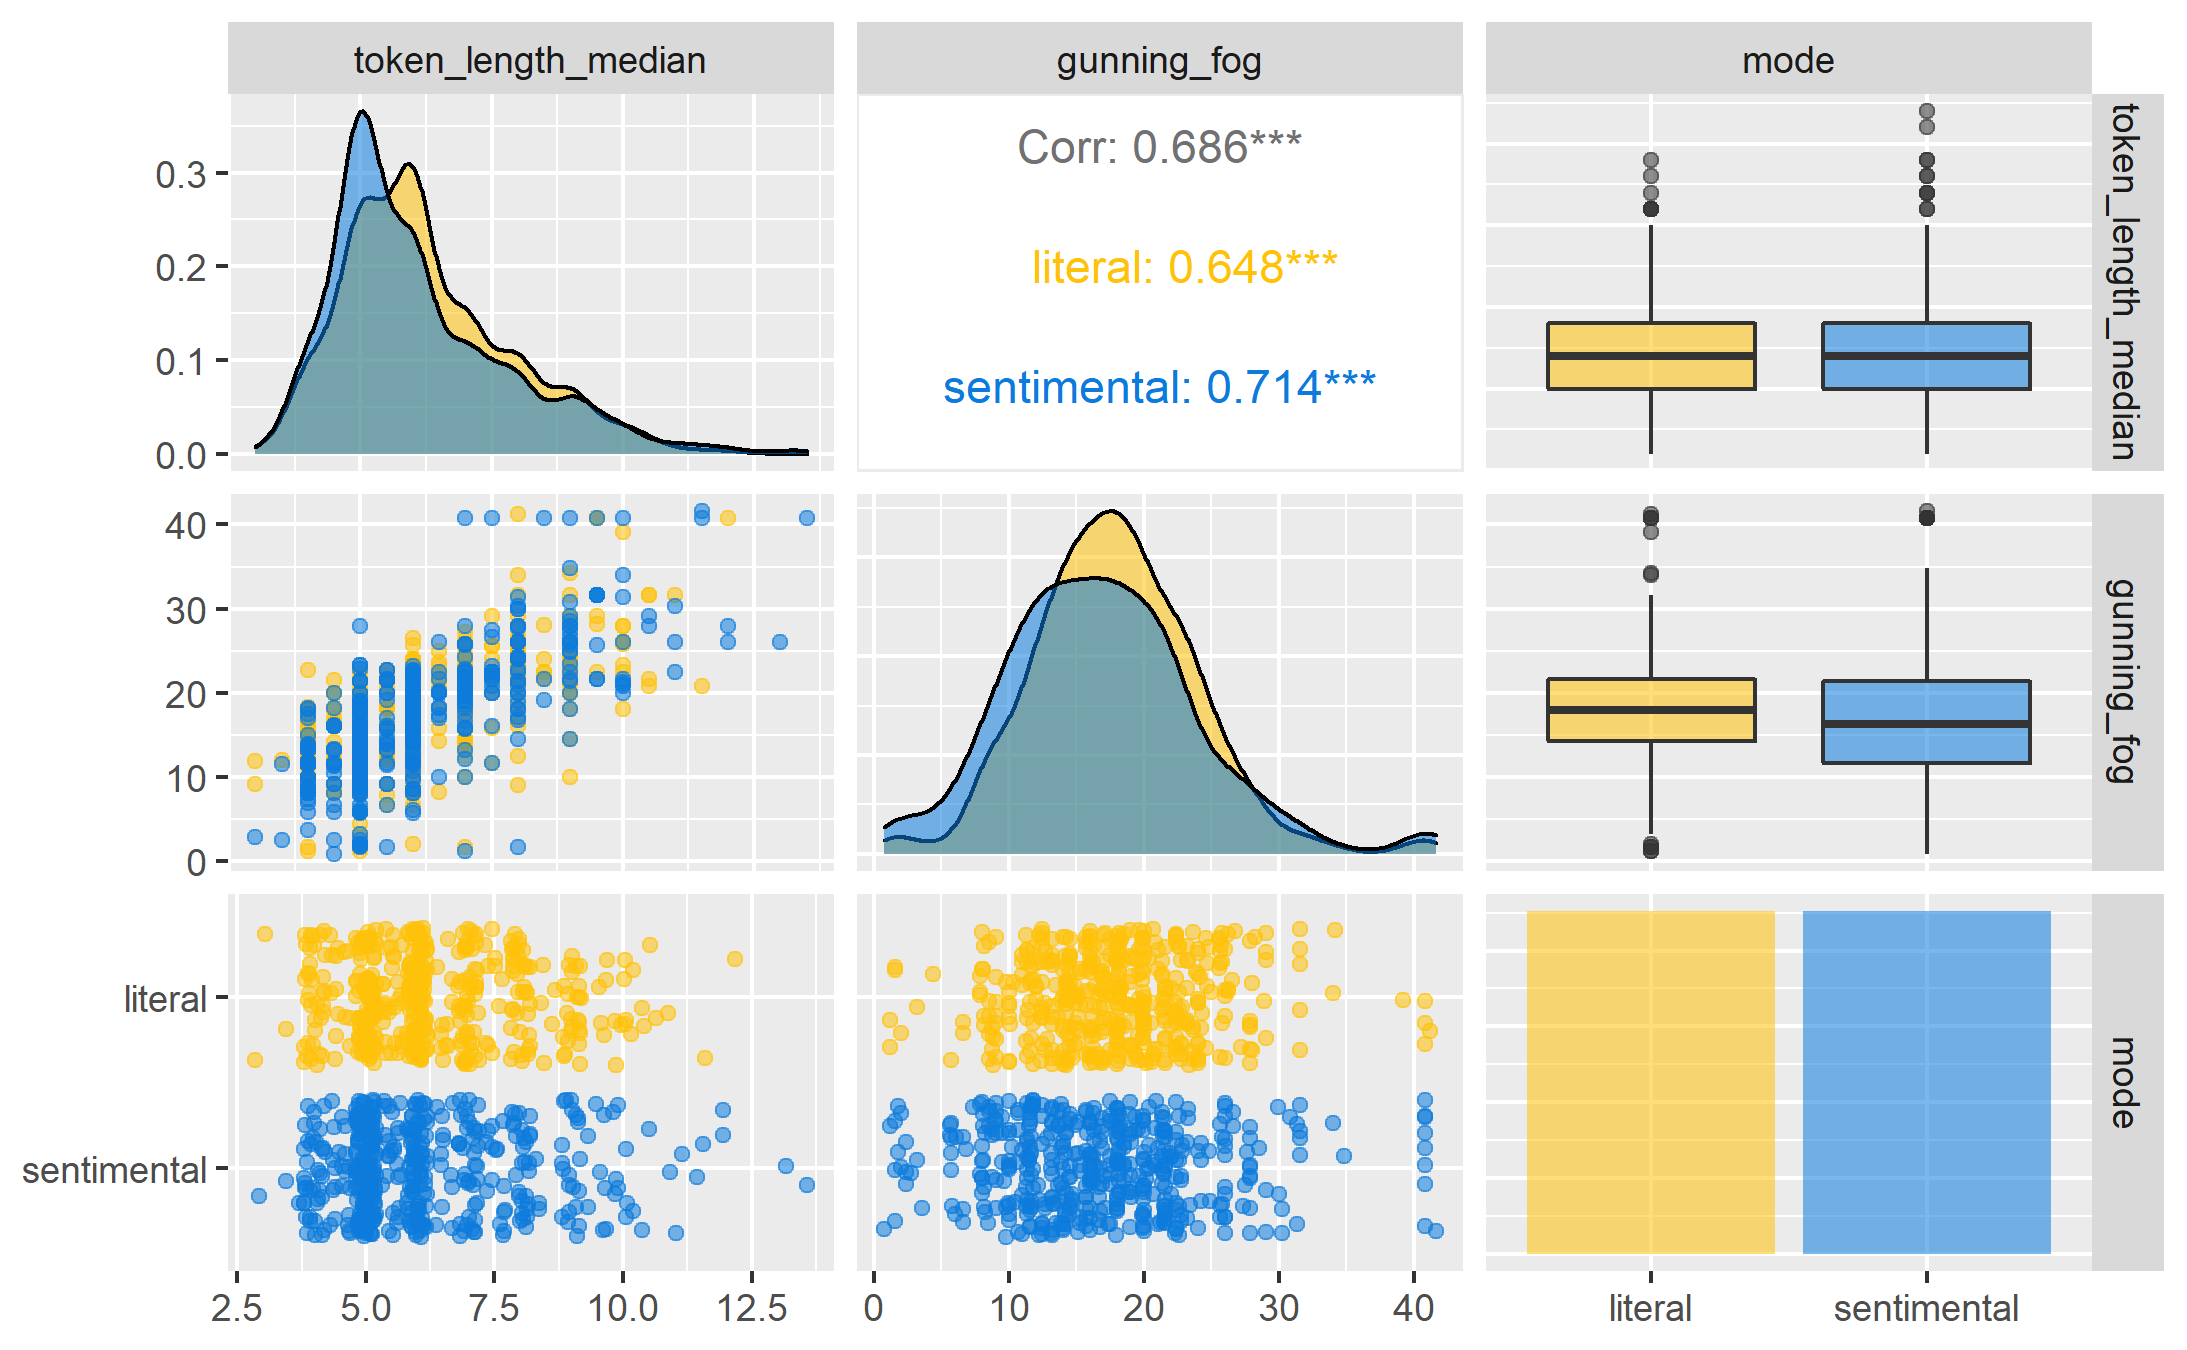 token_length_median
gunning_fog
mode
0.3
0.2
0.1
0.0
Corr: 0.686***
literal: 0.648***
sentimental: 0.714***
token_length_median
40
30
20
10
0
gunning_fog
literal
sentimental
mode
2.5
5.0
7.5
10.0
12.5
0
10
20
30
40
literal
sentimental